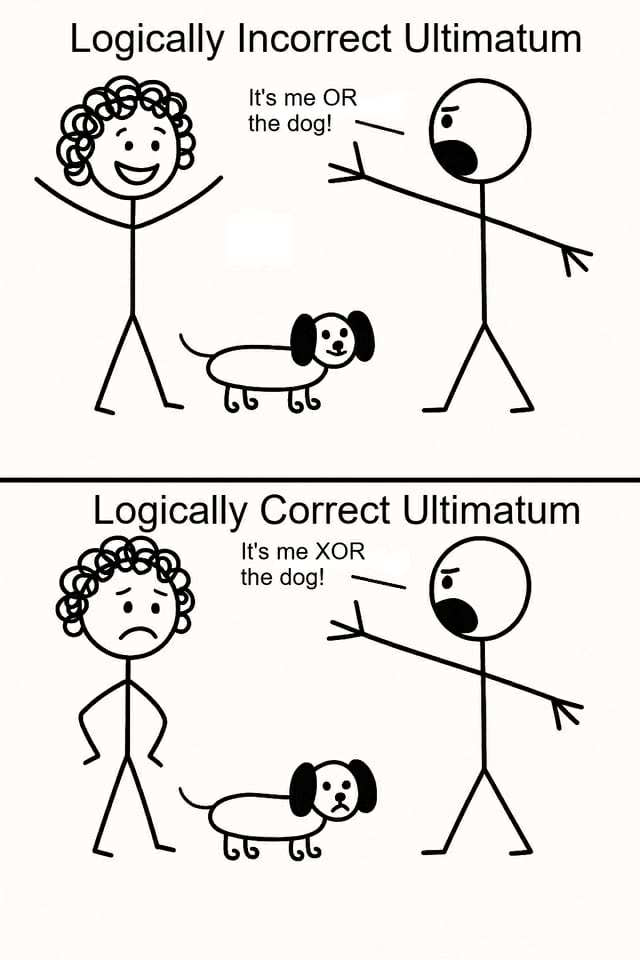 Logically Incorrect Ultimatum
It's me OR
the dog!
Logically Correct Ultimatum
It's me XOR
the dog!